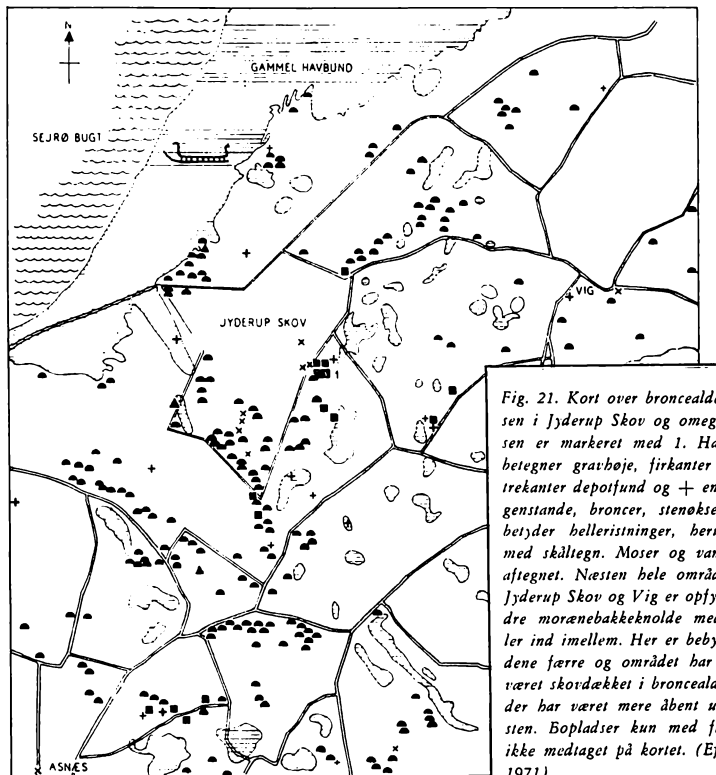 N
GAMMEL HAVBUND
SEJRØ BUGT
JYDERUP SKOV
VIG
1
ASNÆS
Fig. 21. Kort over broncealde
sen i Jyderup Skov og omeg
sen er markeret med 1. Ha
betegner gravhøje, firkanter
trekanter depotfund og + en
genstande, broncer, stenøkse
betyder helleristninger, heru
med skåltegn. Moser og van
aftegnet. Næsten hele områd
Jyderup Skov og Vig er opfy
dre morænebakkeknolde med
ler ind imellem. Her er beby
dene færre og området har
været skovdækket i broncealde
der har været mere åbent u
sten. Bopladser kun med f
ikke medtaget på kortet. (Ef
1971)